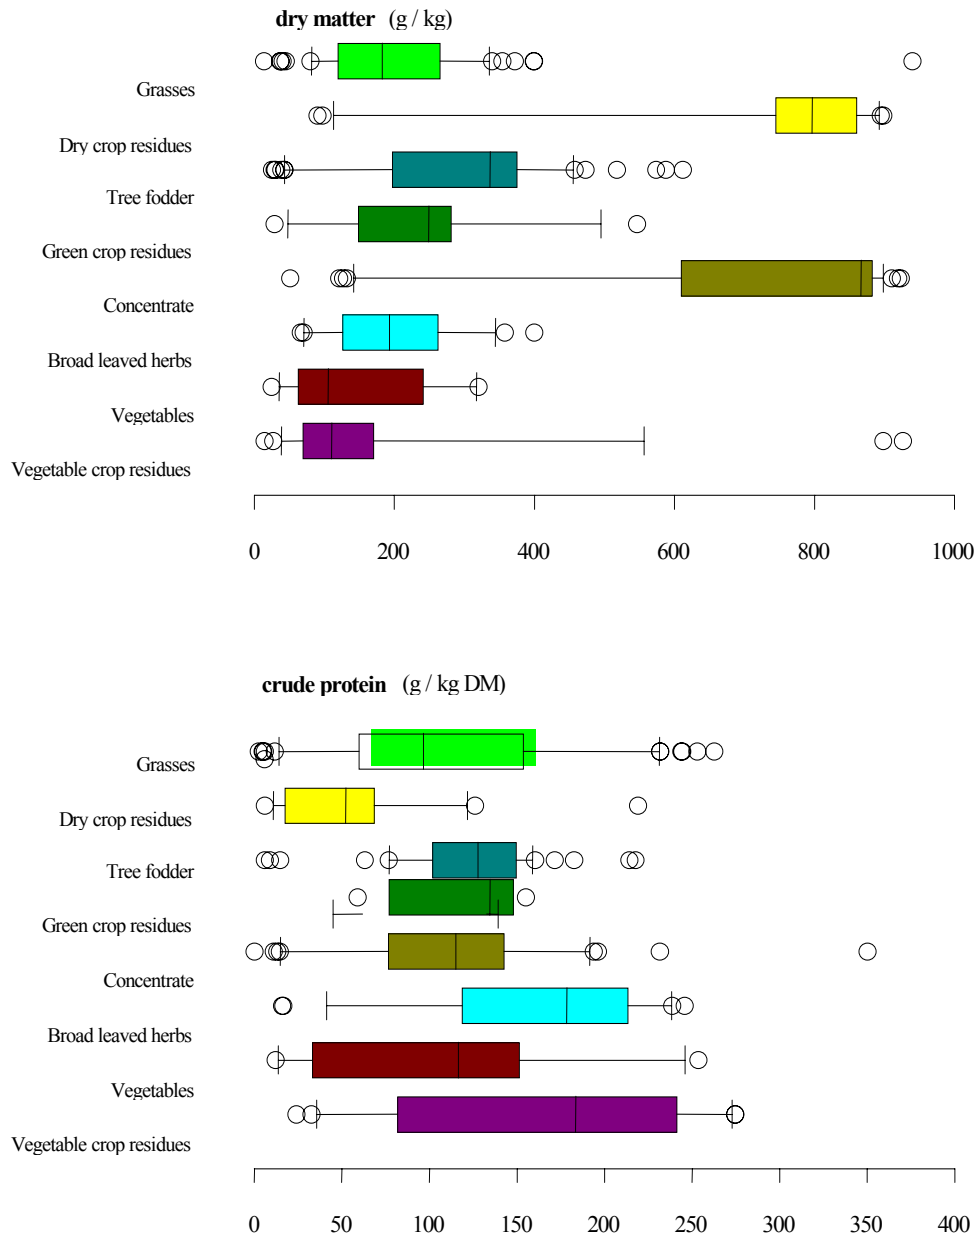 dry matter (g / kg)
Grasses
Dry crop residues
Tree fodder
Green crop residues
Concentrate
Broad leaved herbs
Vegetables
Vegetable crop residues
0 200 400 600 800 1000
crude protein (g / kg DM)
Grasses
Dry crop residues
Tree fodder
Green crop residues
Concentrate
Broad leaved herbs
Vegetables
Vegetable crop residues
0 50 100 150 200 250 300 350 400